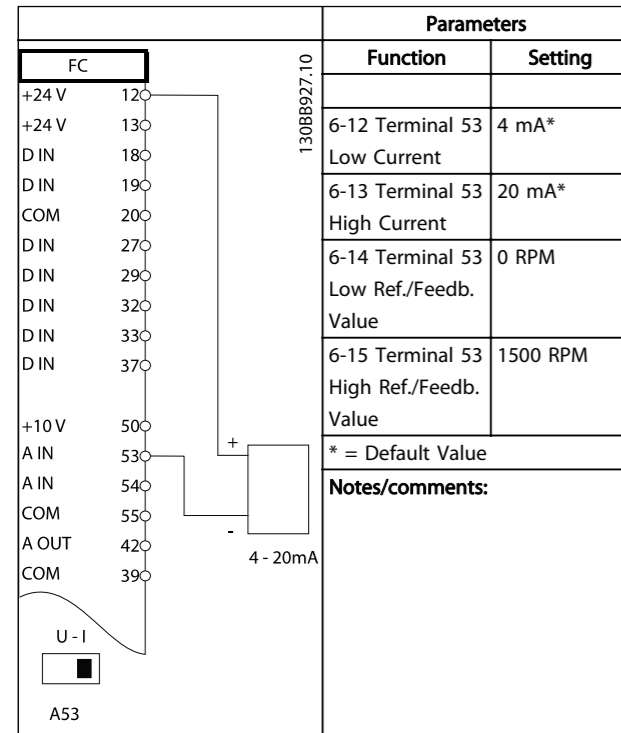 Parameters
FC
130BB927.10
Function Setting
+24 V 12
+24 V 13
D IN 18
D IN 19
COM 20
D IN 27
D IN 29
D IN 32
D IN 33
D IN 37
+10 V 50
A IN 53
A IN 54
COM 55
A OUT 42
COM 39
+
-
4 - 20mA
U - I
A53
6-12 Terminal 53 4 mA*
Low Current
6-13 Terminal 53 20 mA*
High Current
6-14 Terminal 53 0 RPM
Low Ref./Feedb.
Value
6-15 Terminal 53 1500 RPM
High Ref./Feedb.
Value
* = Default Value
Notes/comments: